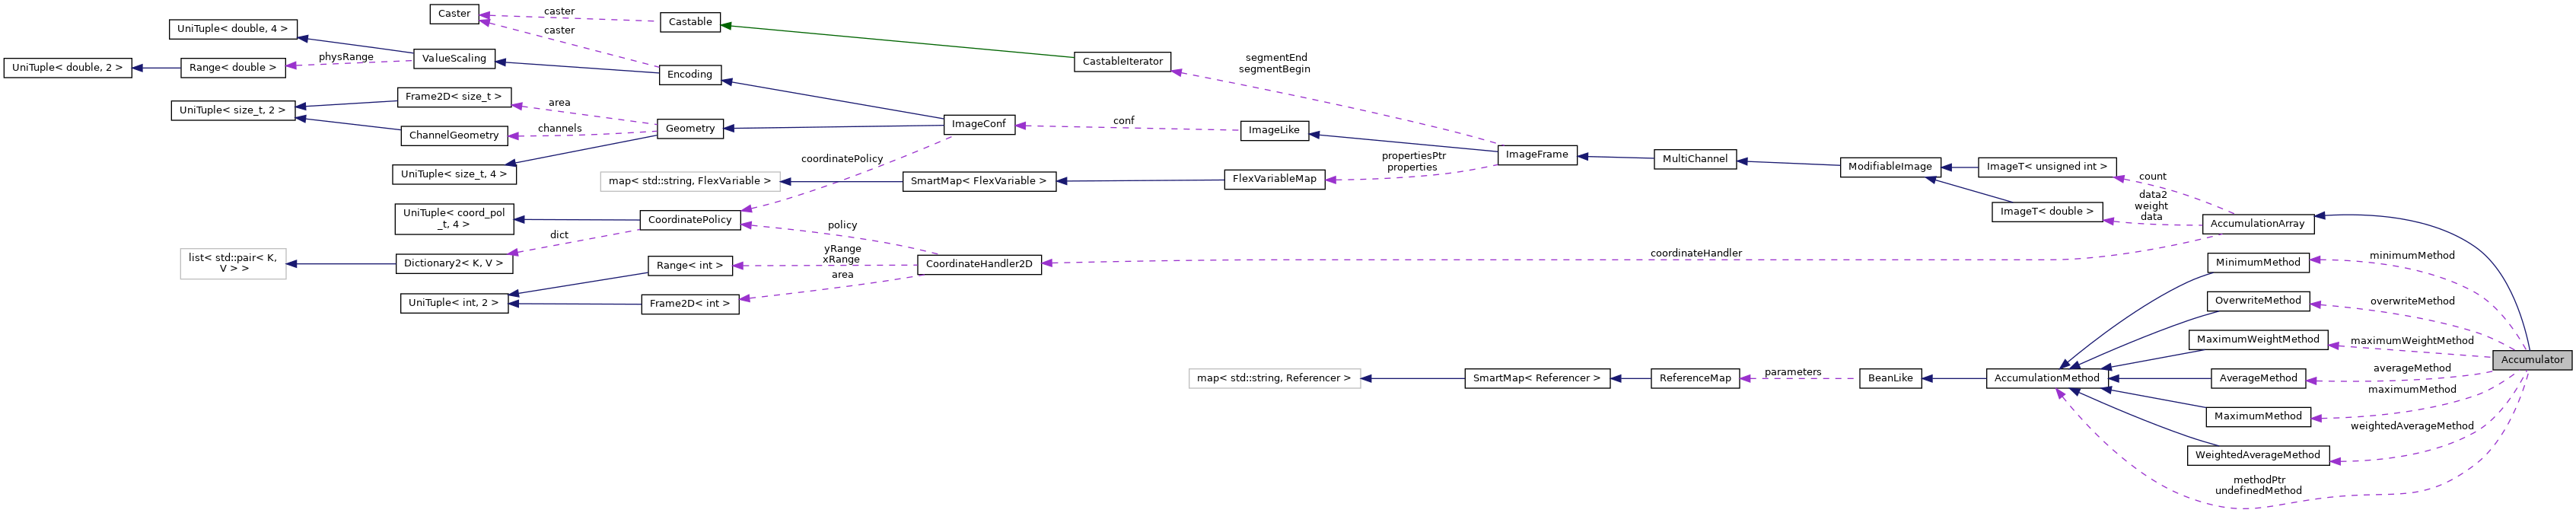 Caster
caster
Castable
UniTuple< double, 4 >
caster
ValueScaling
physRange
UniTuple< double, 2 >
Range< double >
Encoding
CastableIterator
segmentEnd
segmentBegin
Frame2D< size_t >
area
UniTuple< size_t, 2 >
ChannelGeometry
channels
Geometry
ImageConf
conf
ImageLike
ImageFrame
MultiChannel
ModifiableImage
ImageT< unsigned int >
coordinatePolicy
propertiesPtr
properties
UniTuple< size_t, 4 >
map< std::string, FlexVariable >
SmartMap< FlexVariable >
FlexVariableMap
count
data2
weight
data
ImageT< double >
AccumulationArray
UniTuple< coord_pol
_t, 4 >
CoordinatePolicy
policy
dict
list< std::pair< K,
V > >
Dictionary2< K, V >
yRange
xRange
Range< int >
CoordinateHandler2D
coordinateHandler
area
UniTuple< int, 2 >
Frame2D< int >
MinimumMethod
minimumMethod
OverwriteMethod
overwriteMethod
MaximumWeightMethod
maximumWeightMethod
Accumulator
map< std::string, Referencer >
SmartMap< Referencer >
ReferenceMap
parameters
BeanLike
AccumulationMethod
AverageMethod
averageMethod
maximumMethod
MaximumMethod
weightedAverageMethod
WeightedAverageMethod
methodPtr
undefinedMethod